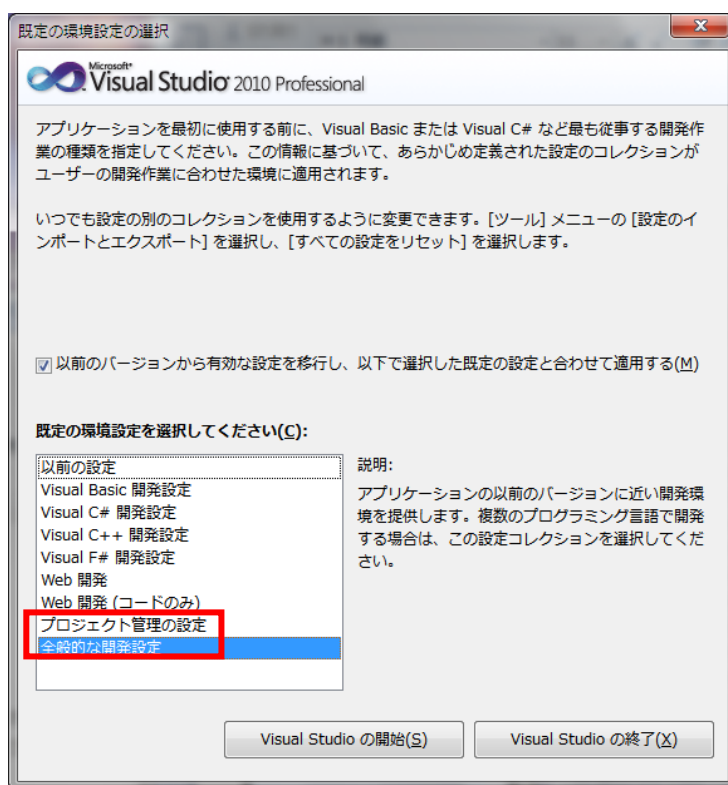 既定の環境設定の選択
Microsoft
Visual Studio 2010 Professional
アプリケーションを最初に使用する前に、Visual Basic または Visual C# など最も従事する開発作
業の種類を指定してください。この情報に基づいて、あらかじめ定義された設定のコレクションが
ユーザーの開発作業に合わせた環境に適用されます。
いつでも設定の別のコレクションを使用するように変更できます。[ツール] メニューの [設定のイ
ンポートとエクスポート] を選択し、[すべての設定をリセット] を選択します。
以前のバージョンから有効な設定を移行し、以下で選択した既定の設定と合わせて適用する(M)
既定の環境設定を選択してください(C):
以前の設定
Visual Basic 開発設定
Visual C# 開発設定
Visual C++ 開発設定
Visual F# 開発設定
Web 開発
Web 開発 (コードのみ)
プロジェクト管理の設定
全般的な開発設定
説明:
アプリケーションの以前のバージョンに近い開発環
境を提供します。複数のプログラミング言語で開発
する場合は、この設定コレクションを選択してくだ
さい。
Visual Studio の開始(S)
Visual Studio の終了(X)